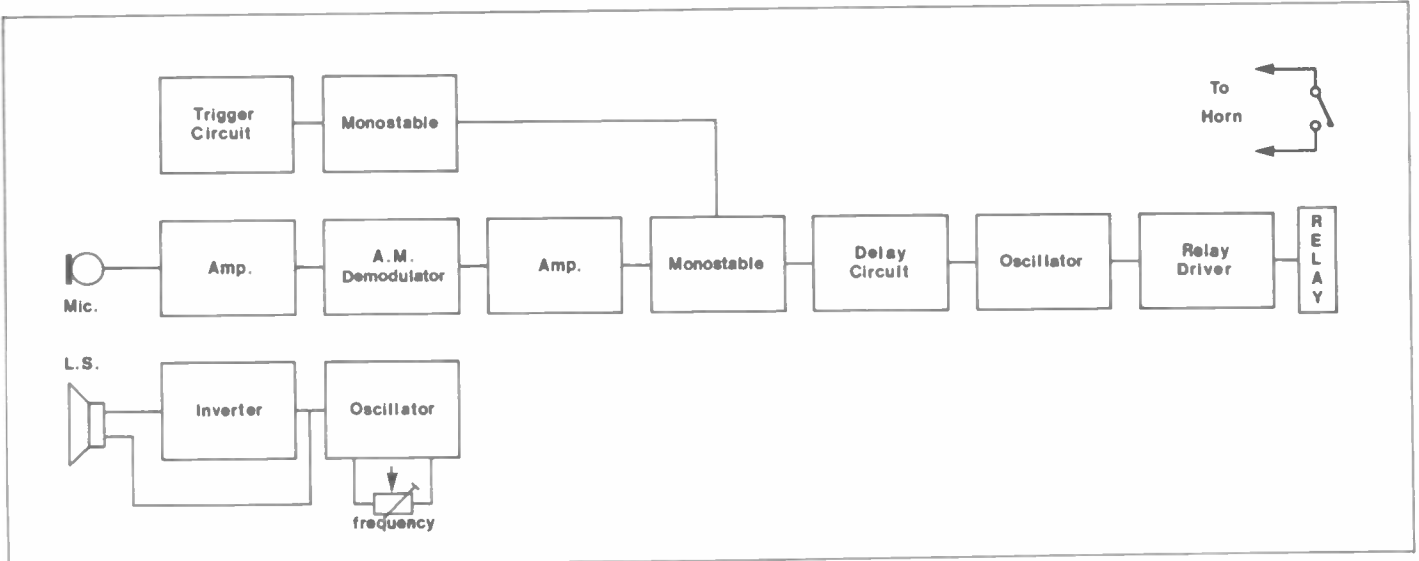 Trigger
Circuit
Monostable
To
Horn
Mic.
Amp.
A.M.
Demodulator
Amp.
Monostable
Delay
Circuit
Oscillator
Relay
Driver
R
E
L
A
Y
L.S.
Inverter
Oscillator
frequency